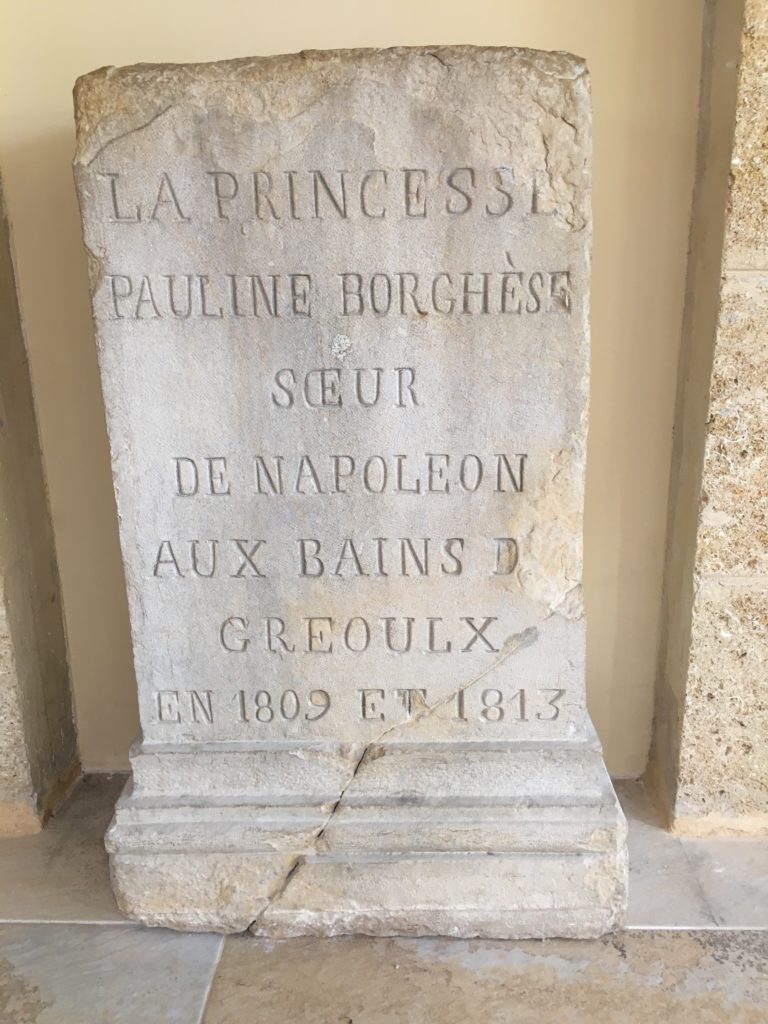 LA PRINCESSE
PAULINE BORGHÈSE
SŒUR
DE NAPOLEON
AUX BAINS D
GREOULX
EN 1809 ET 1813